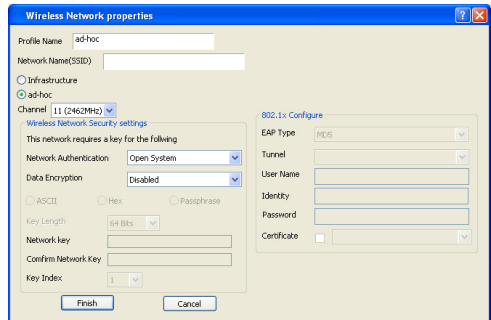 Wireless Network properties
Profile Name ad-hoc
Network Name(SSID)
Infrastructure
ad-hoc
Channel 11 (2462MHz)
Wireless Network Security settings
This network requires a key for the follwing
Network Authentication Open System
Data Encryption Disabled
ASCII Hex Passphrase
Key Length 64 Bits
Network key
Comfirm Network Key
Key Index 1
Finish Cancel
802.1x Configure
EAP Type MD5
Tunnel
User Name
Identity
Password
Certificate